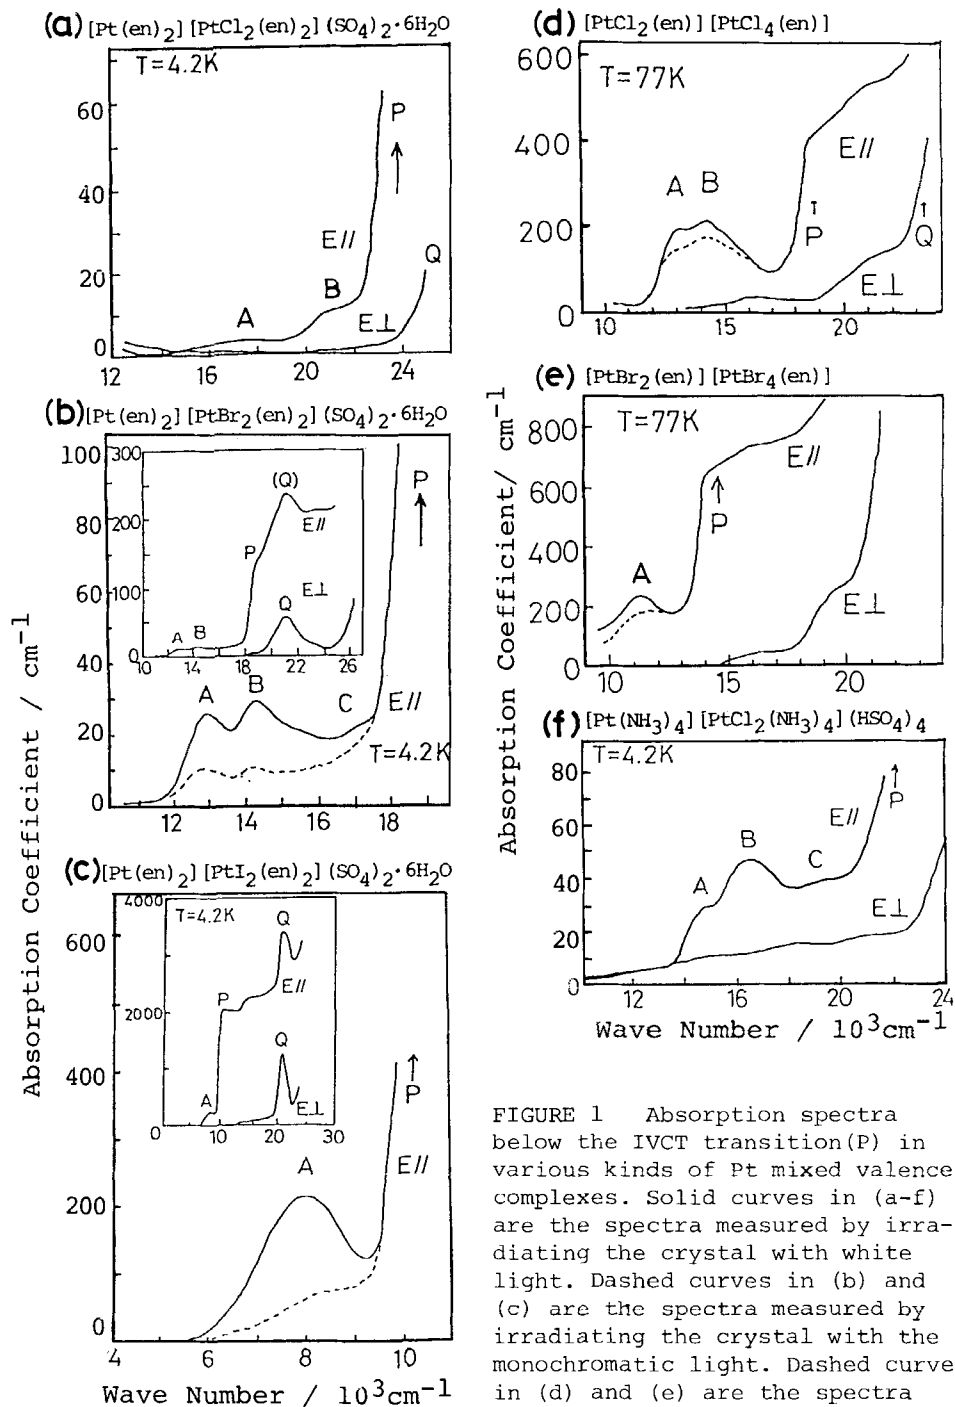 (a) [Pt(en)2][PtCl2(en)2](SO4)2·6H2O
T=4.2K
60
40
20
0
P
E//
B
A
E⊥
Q
12
16
20
24
(b) [Pt(en)2][PtBr2(en)2](SO4)2·6H2O
100
80
60
40
20
0
300
200
100
0
(Q)
E//
P
E⊥
Q
A
B
10
14
18
22
26
P
A
B
C
E//
T=4.2K
12
14
16
18
(c) [Pt(en)2][PtI2(en)2](SO4)2·6H2O
600
400
200
0
4000
2000
0
T=4.2K
Q
P
E//
Q
A
E⊥
10
20
30
P
A
E//
4
6
8
10
Wave Number / 10³cm⁻¹
Absorption Coefficient / cm⁻¹
(d) [PtCl2(en)][PtCl4(en)]
T=77K
600
400
200
0
A
B
E//
P
Q
E⊥
10
15
20
(e) [PtBr2(en)][PtBr4(en)]
T=77K
800
600
400
200
0
E//
P
A
E⊥
10
15
20
(f) [Pt(NH3)4][PtCl2(NH3)4](HSO4)4
T=4.2K
80
60
40
20
0
P
E//
B
C
A
E⊥
12
16
20
24
Wave Number / 10³cm⁻¹
Absorption Coefficient/ cm⁻¹
FIGURE 1 Absorption spectra
below the IVCT transition(P) in
various kinds of Pt mixed valence
complexes. Solid curves in (a-f)
are the spectra measured by irra-
diating the crystal with white
light. Dashed curves in (b) and
(c) are the spectra measured by
irradiating the crystal with the
monochromatic light. Dashed curve
in (d) and (e) are the spectra